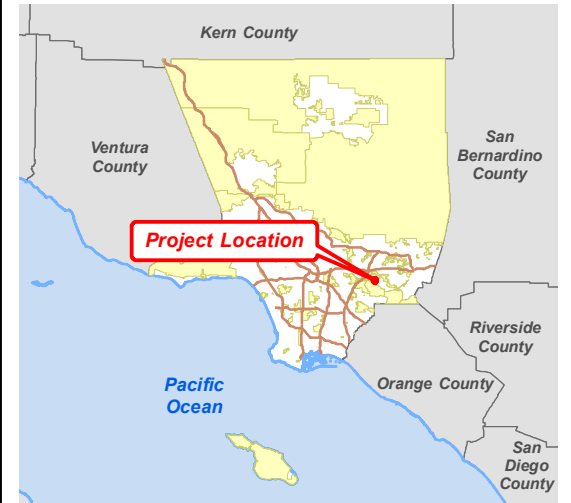 Kern County
Ventura
County
San
Bernardino
County
Project Location
Riverside
County
Orange County
Pacific
Ocean
San
Diego
County